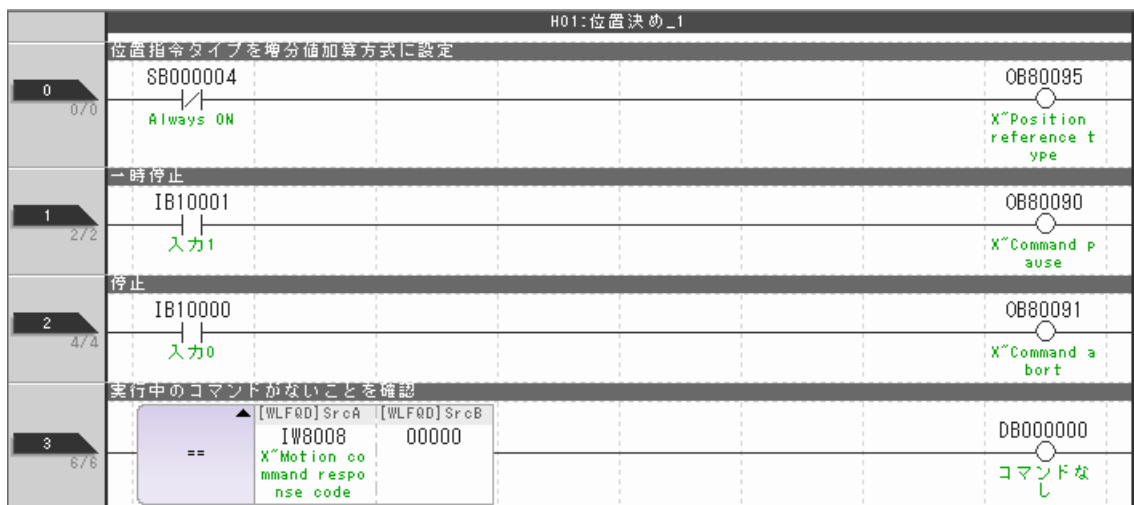 H01:位置決め_1
位置指令タイプを増分値加算方式に設定
SB000004
OB80095
0
0/0
Always ON
X~Position
reference t
ype
一時停止
IB10001
OB80090
1
2/2
入力1
X~Command p
ause
停止
IB10000
OB80091
2
4/4
入力0
X~Command a
bort
実行中のコマンドがないことを確認
[WLFQD]SrcA
[WLFQD]SrcB
IW8008
00000
DB000000
3
6/6
==
X~Motion co
mmand respo
nse code
コマンドな
し